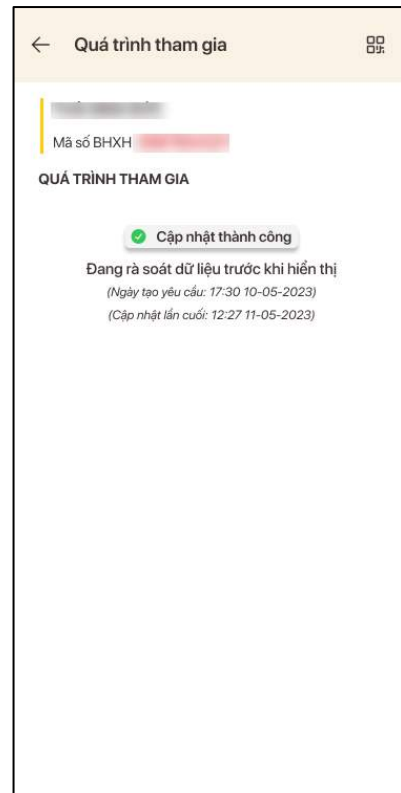 Quá trình tham gia
Mã số BHXH
QUÁ TRÌNH THAM GIA
Cập nhật thành công
Đang rà soát dữ liệu trước khi hiển thị
(Ngày tạo yêu cầu: 17:30 10-05-2023)
(Cập nhật lần cuối: 12:27 11-05-2023)